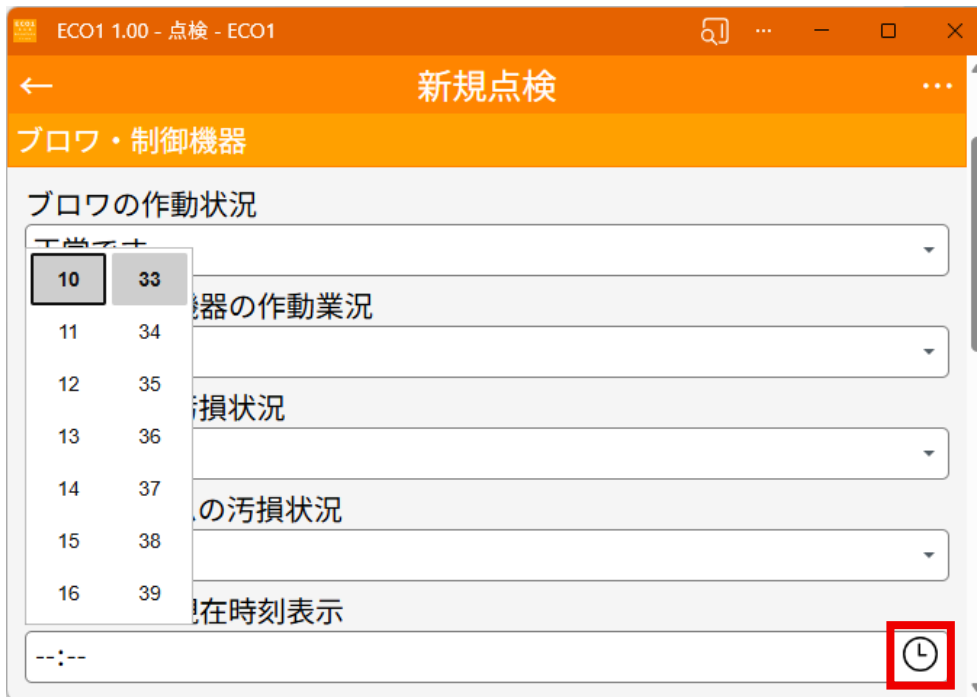 ECO1 1.00 - 点検 - ECO1
新規点検
ブロワ・制御機器
ブロワの作動状況
10 33
器の作動業況
11 34
12 35
損状況
13 36
14 37
の汚損状況
15 38
16 39
在時刻表示
--:--